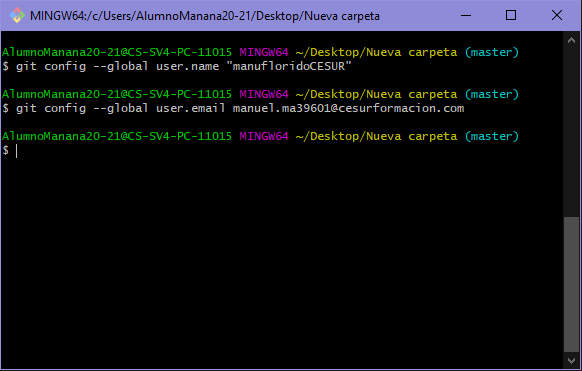 MINGW64:/c/Users/AlumnoManana20-21/Desktop/Nueva carpeta
AlumnoManana20-21@CS-SV4-PC-11015 MINGW64 ~/Desktop/Nueva carpeta (master)
$ git config --global user.name "manufloridoCESUR"
AlumnoManana20-21@CS-SV4-PC-11015 MINGW64 ~/Desktop/Nueva carpeta (master)
$ git config --global user.email manuel.ma39601@cesurformacion.com
AlumnoManana20-21@CS-SV4-PC-11015 MINGW64 ~/Desktop/Nueva carpeta (master)
$